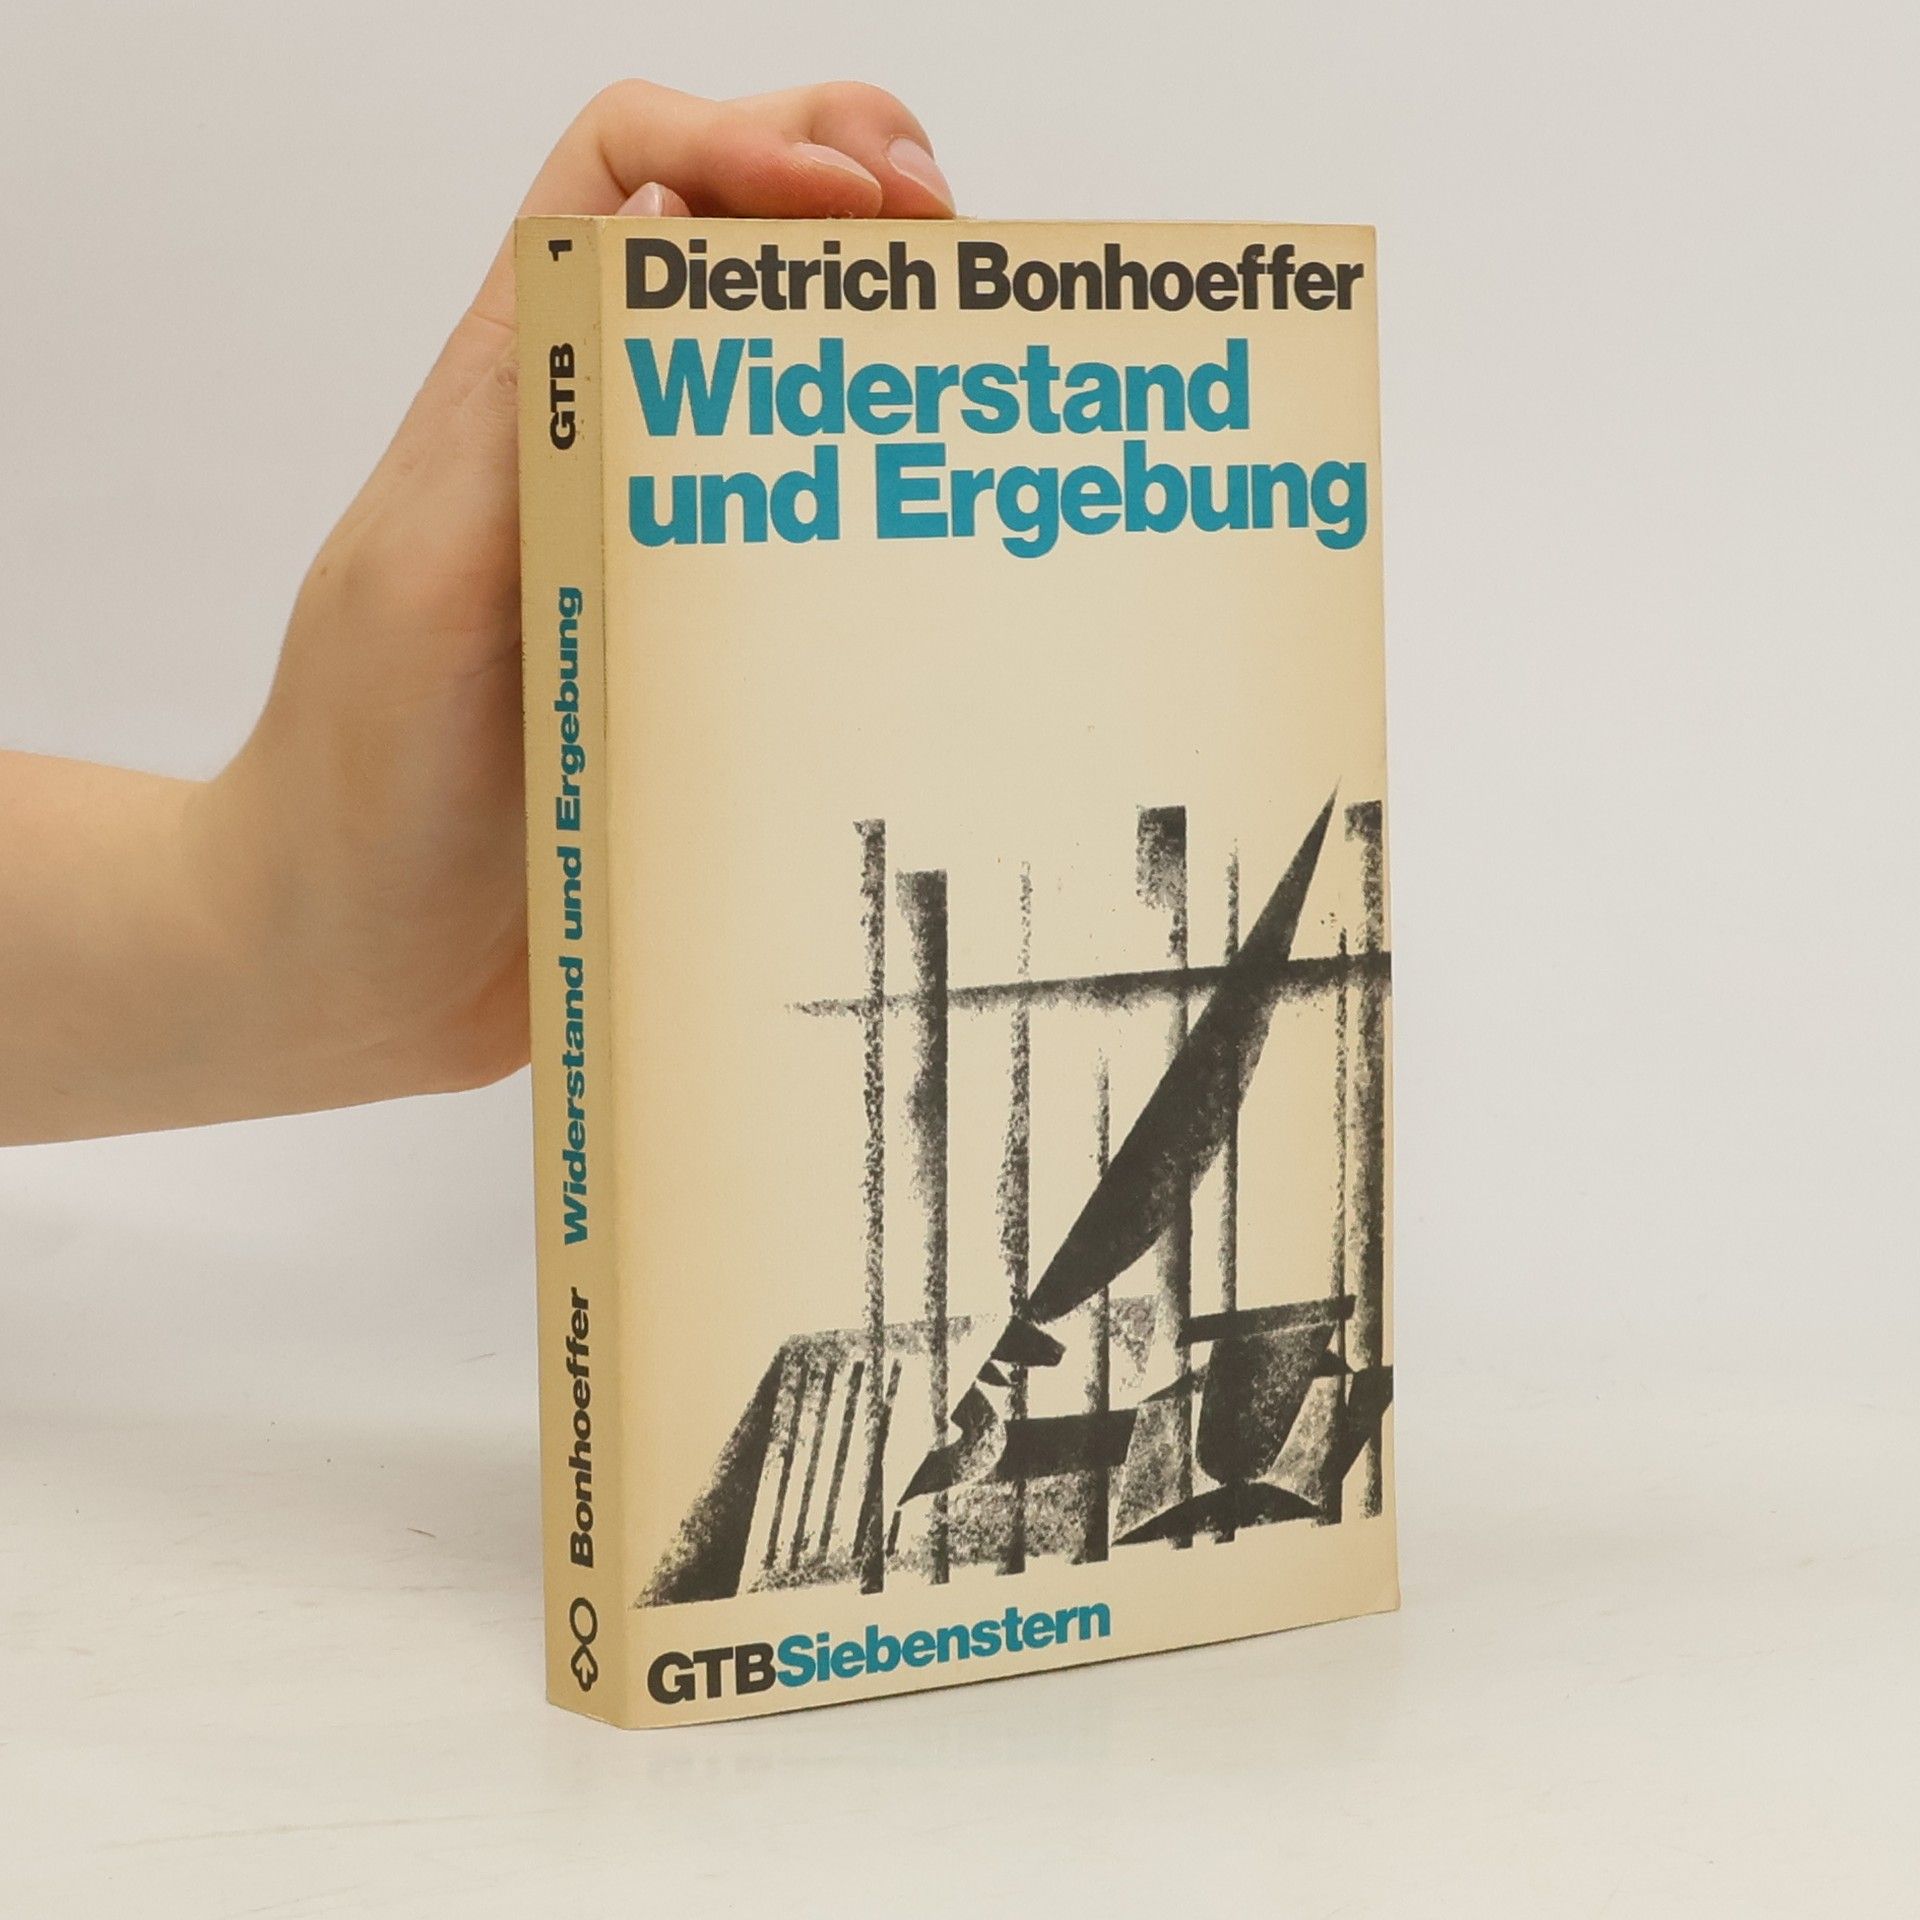 Dietrich Bonhoeffer
Widerstand
und Ergebung
GTBSiebenstern
Bonhoeffer Widerstand und Ergebung GTB 1